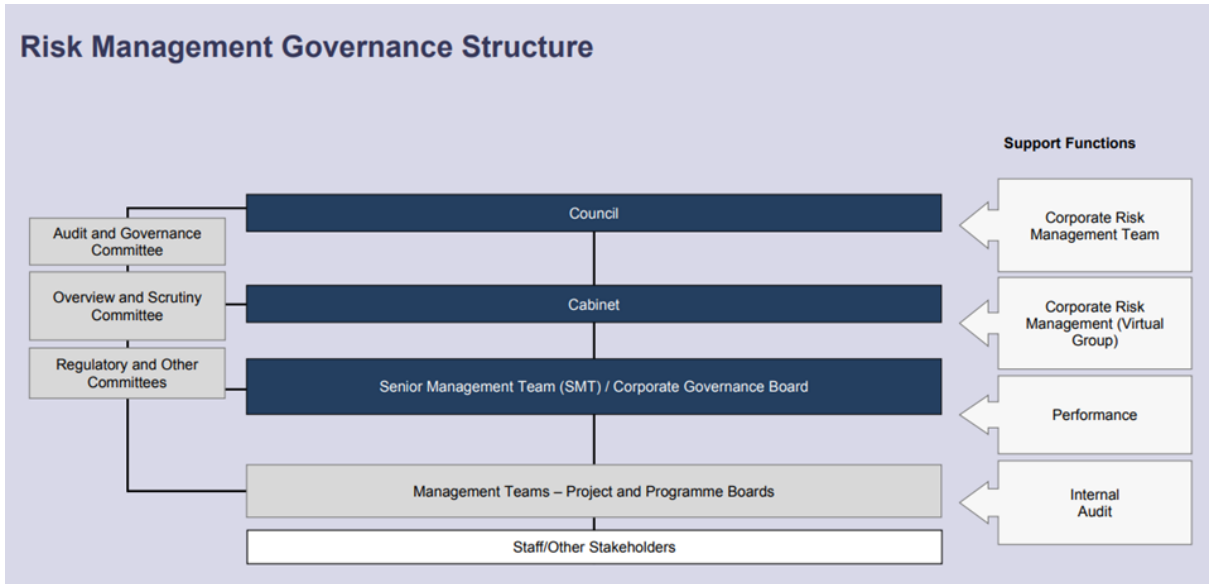 Risk Management Governance Structure
Support Functions
Council
Audit and Governance
Committee
Overview and Scrutiny
Committee
Cabinet
Regulatory and Other
Committees
Senior Management Team (SMT) / Corporate Governance Board
Management Teams – Project and Programme Boards
Staff/Other Stakeholders
Corporate Risk
Management Team
Corporate Risk
Management (Virtual
Group)
Performance
Internal
Audit